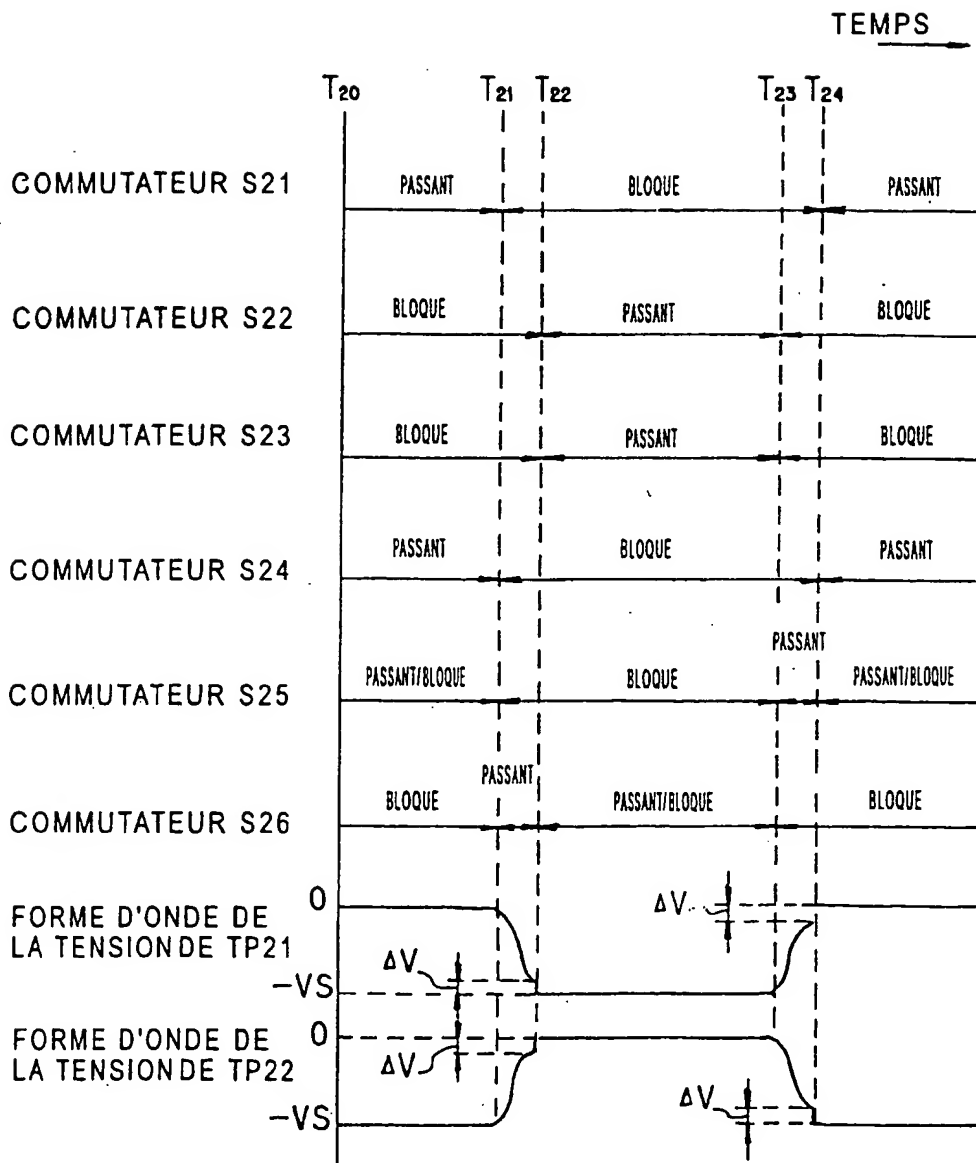 TEMPS
T20 T21 T22 T23 T24
COMMUTATEUR S21 PASSANT BLOQUE PASSANT
COMMUTATEUR S22 BLOQUE PASSANT BLOQUE
COMMUTATEUR S23 BLOQUE PASSANT BLOQUE
COMMUTATEUR S24 PASSANT BLOQUE PASSANT
PASSANT
COMMUTATEUR S25 PASSANT/BLOQUE BLOQUE PASSANT/BLOQUE
PASSANT
COMMUTATEUR S26 BLOQUE PASSANT/BLOQUE BLOQUE
0
FORME D'ONDE DE
LA TENSION DE TP21
ΔV
ΔV
-VS
0
FORME D'ONDE DE
LA TENSION DE TP22
ΔV
ΔV
-VS